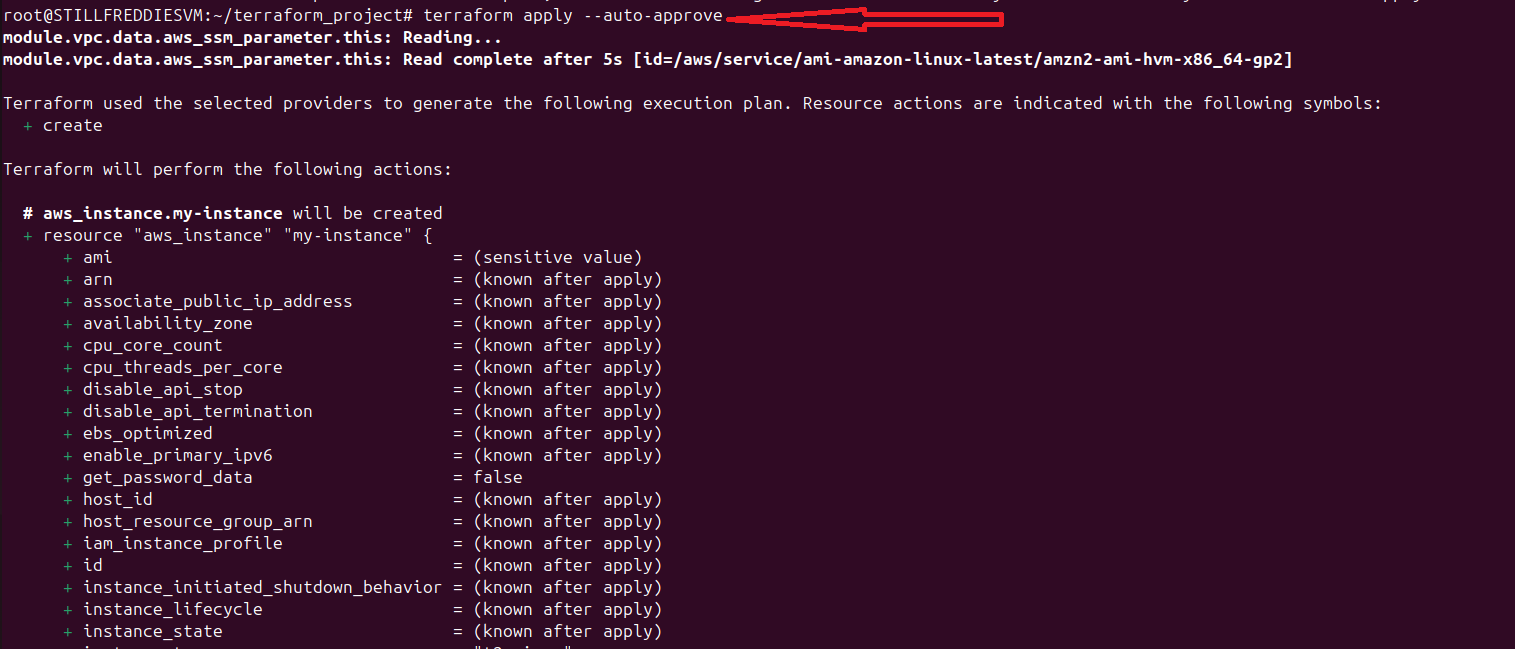 root@STILLFREDDIESVM:~/terraform_project# terraform apply --auto-approve
module.vpc.data.aws_ssm_parameter.this: Reading...
module.vpc.data.aws_ssm_parameter.this: Read complete after 5s [id=/aws/service/ami-amazon-linux-latest/amzn2-ami-hvm-x86_64-gp2]
Terraform used the selected providers to generate the following execution plan. Resource actions are indicated with the following symbols:
+ create
Terraform will perform the following actions:
# aws_instance.my-instance will be created
+ resource "aws_instance" "my-instance" {
+ ami = (sensitive value)
+ arn = (known after apply)
+ associate_public_ip_address = (known after apply)
+ availability_zone = (known after apply)
+ cpu_core_count = (known after apply)
+ cpu_threads_per_core = (known after apply)
+ disable_api_stop = (known after apply)
+ disable_api_termination = (known after apply)
+ ebs_optimized = (known after apply)
+ enable_primary_ipv6 = (known after apply)
+ get_password_data = false
+ host_id = (known after apply)
+ host_resource_group_arn = (known after apply)
+ iam_instance_profile = (known after apply)
+ id = (known after apply)
+ instance_initiated_shutdown_behavior = (known after apply)
+ instance_lifecycle = (known after apply)
+ instance_state = (known after apply)